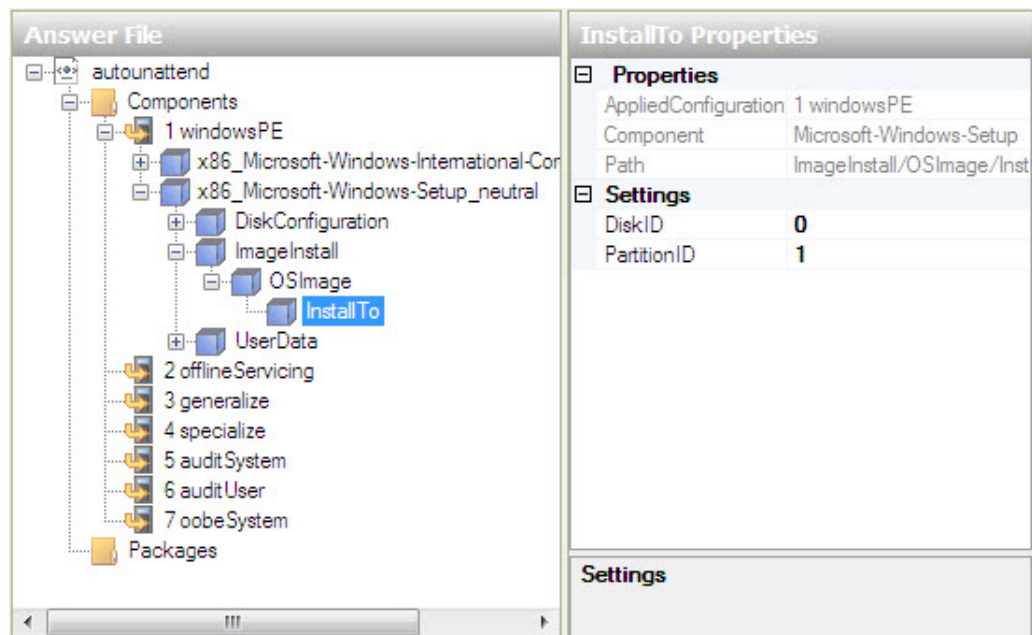 Answer File
autounattend
Components
1 windowsPE
x86_Microsoft-Windows-International-Cor
x86_Microsoft-Windows-Setup_neutral
DiskConfiguration
ImageInstall
OSImage
InstallTo
UserData
2 offlineServicing
3 generalize
4 specialize
5 auditSystem
6 auditUser
7 oobeSystem
Packages
InstallTo Properties
Properties
AppliedConfiguration 1 windowsPE
Component Microsoft-Windows-Setup
Path ImageInstall/OSImage/Inst
Settings
DiskID 0
PartitionID 1
Settings